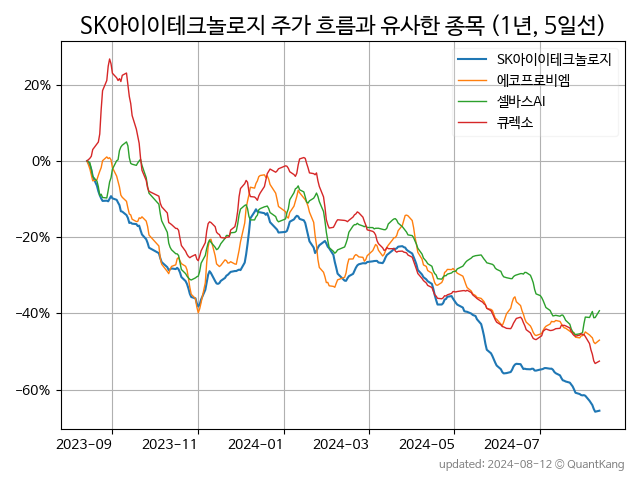 SK아이이테크놀로지 주가 흐름과 유사한 종목 (1년, 5일선)
SK아이이테크놀로지
에코프로비엠
셀바스AI
큐렉소
20%
0%
−20%
−40%
−60%
2023-09
2023-11
2024-01
2024-03
2024-05
2024-07
updated: 2024-08-12 © QuantKang